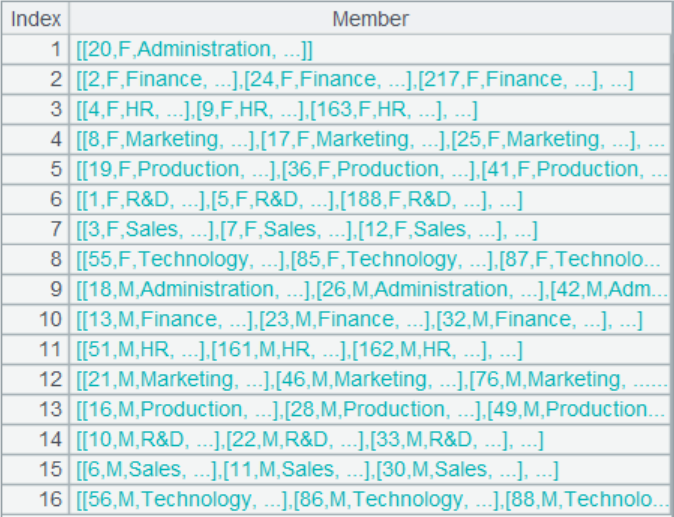 Index Member
1 [[20,F,Administration, ...]]
2 [[2,F,Finance, ...],[24,F,Finance, ...],[217,F,Finance, ...], ...]
3 [[4,F,HR, ...],[9,F,HR, ...],[163,F,HR, ...], ...]
4 [[8,F,Marketing, ...],[17,F,Marketing, ...],[25,F,Marketing, ...], ...
5 [[19,F,Production, ...],[36,F,Production, ...],[41,F,Production, ...
6 [[1,F,R&D, ...],[5,F,R&D, ...],[188,F,R&D, ...], ...]
7 [[3,F,Sales, ...],[7,F,Sales, ...],[12,F,Sales, ...], ...]
8 [[55,F,Technology, ...],[85,F,Technology, ...],[87,F,Technolo...
9 [[18,M,Administration, ...],[26,M,Administration, ...],[42,M,Adm...
10 [[13,M,Finance, ...],[23,M,Finance, ...],[32,M,Finance, ...], ...]
11 [[51,M,HR, ...],[161,M,HR, ...],[162,M,HR, ...], ...]
12 [[21,M,Marketing, ...],[46,M,Marketing, ...],[76,M,Marketing, ......
13 [[16,M,Production, ...],[28,M,Production, ...],[49,M,Production...
14 [[10,M,R&D, ...],[22,M,R&D, ...],[33,M,R&D, ...], ...]
15 [[6,M,Sales, ...],[11,M,Sales, ...],[30,M,Sales, ...], ...]
16 [[56,M,Technology, ...],[86,M,Technology, ...],[88,M,Technolo...